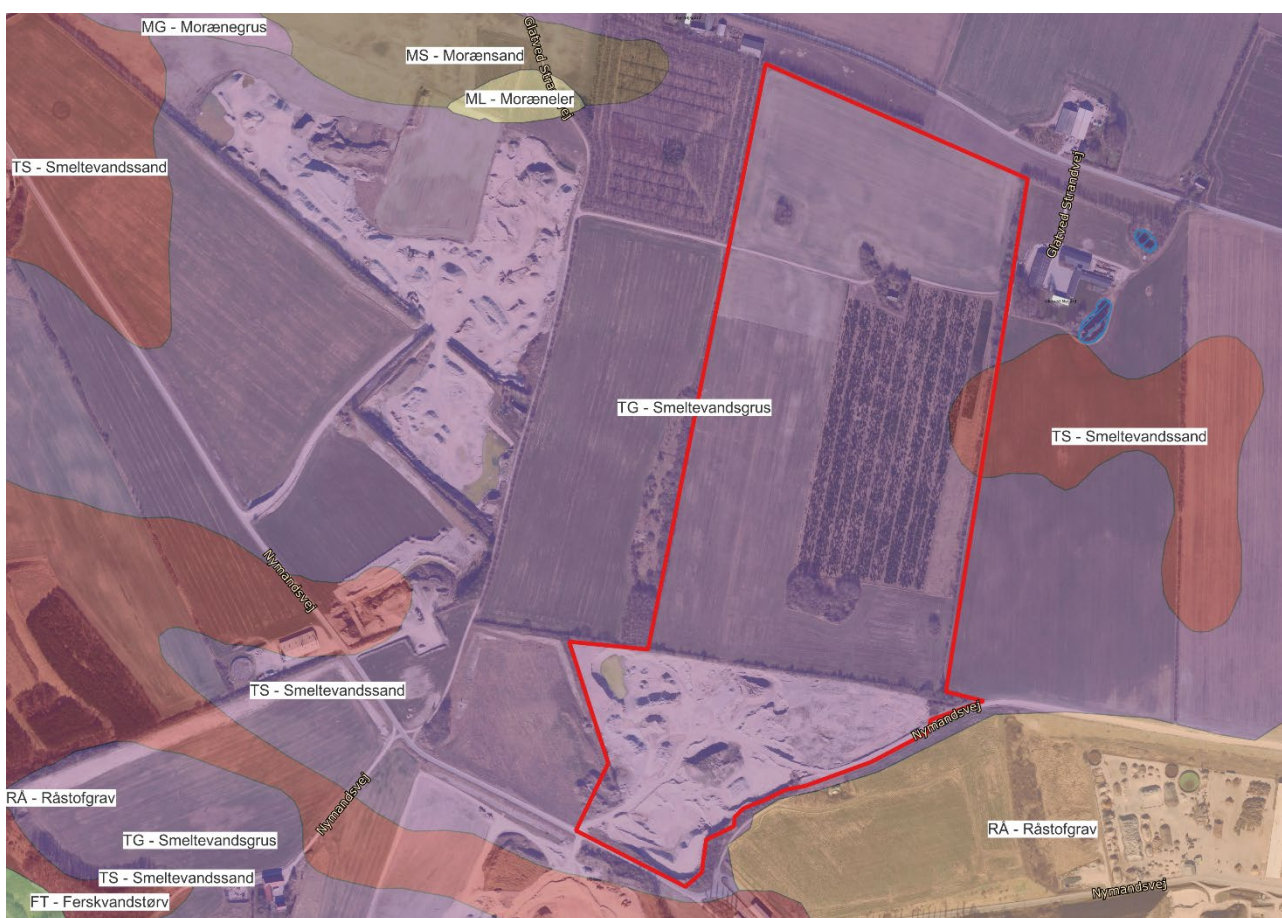 MG - Morænegrus
Glatved Strandvej
MS - Morænsand
ML - Moræneler
TS - Smeltevandssand
Glatved Strandvej
TG - Smeltevandsgrus
TS - Smeltevandssand
Nymandsvej
TS - Smeltevandssand
Nymandsvej
RÅ - Råstofgrav
Nymandsvej
TG - Smeltevandsgrus
RÅ - Råstofgrav
TS - Smeltevandssand
Nymandsvej
FT - Ferskvandstørv